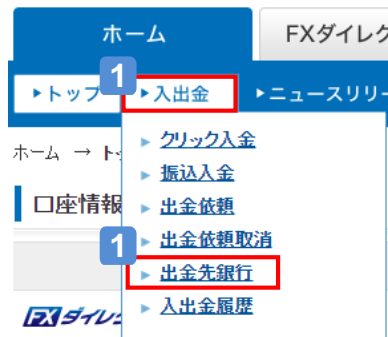 ホーム FXダイレク
▶トップ 1 ▶入出金 ▶ニュースリリー
▶ クリック入金
ホーム → ト
▶ 振込入金
口座情報 ▶ 出金依頼
1 ▶ 出金依頼取消
▶ 出金先銀行
FXダイレ ▶ 入出金履歴